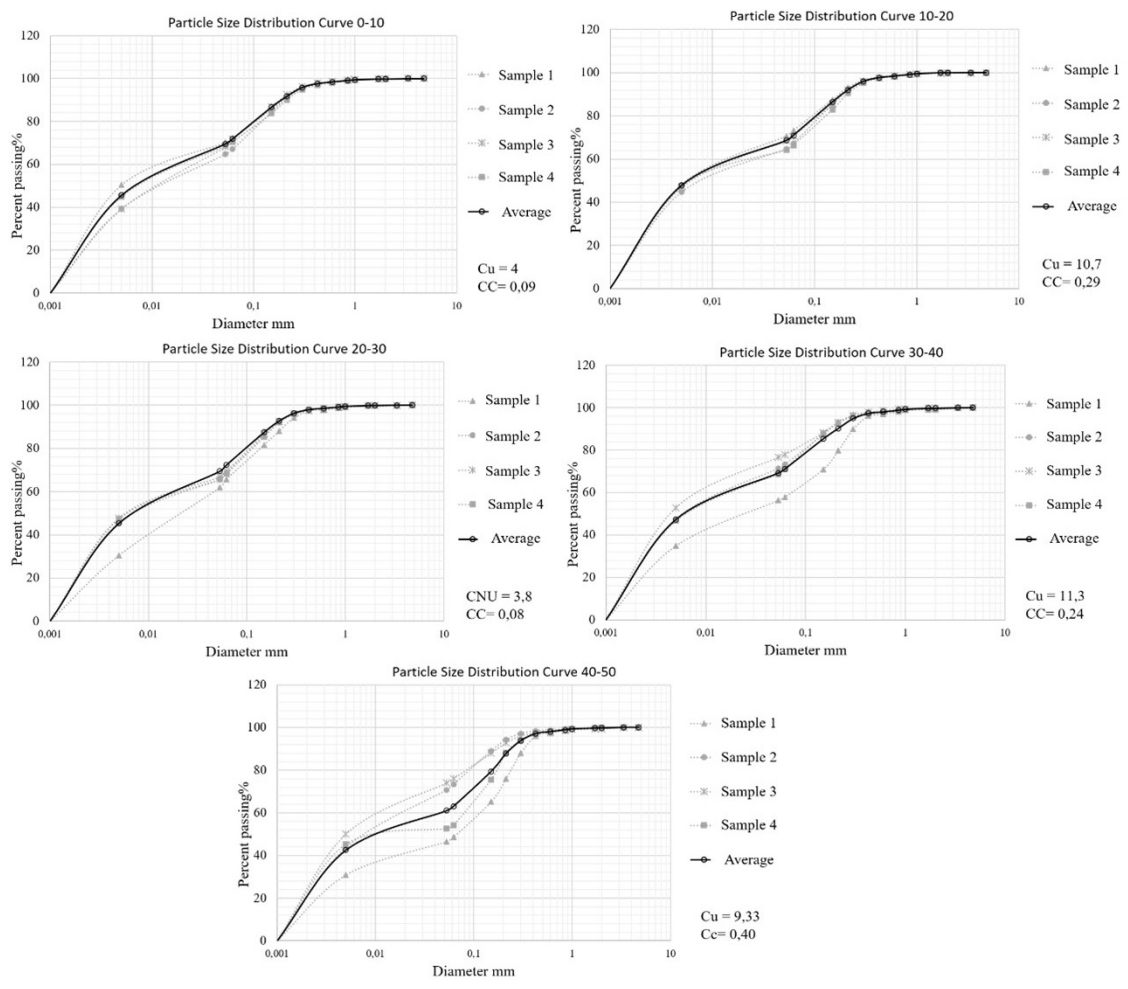 Particle Size Distribution Curve 0-10
Percent passing%
120
100
80
60
40
20
0
0,001
0,01
0,1
1
10
Diameter mm
Sample 1
Sample 2
Sample 3
Sample 4
Average
Cu = 4
CC= 0,09
Particle Size Distribution Curve 10-20
Percent passing%
120
100
80
60
40
20
0
0,001
0,01
0,1
1
10
Diameter mm
Sample 1
Sample 2
Sample 3
Sample 4
Average
Cu = 10,7
CC= 0,29
Particle Size Distribution Curve 20-30
Percent passing%
120
100
80
60
40
20
0
0,001
0,01
0,1
1
10
Diameter mm
Sample 1
Sample 2
Sample 3
Sample 4
Average
CNU = 3,8
CC= 0,08
Particle Size Distribution Curve 30-40
Percent passing%
120
100
80
60
40
20
0
0,001
0,01
0,1
1
10
Diameter mm
Sample 1
Sample 2
Sample 3
Sample 4
Average
Cu = 11,3
CC= 0,24
Particle Size Distribution Curve 40-50
Percent passing%
120
100
80
60
40
20
0
0,001
0,01
0,1
1
10
Diameter mm
Sample 1
Sample 2
Sample 3
Sample 4
Average
Cu = 9,33
Cc= 0,40